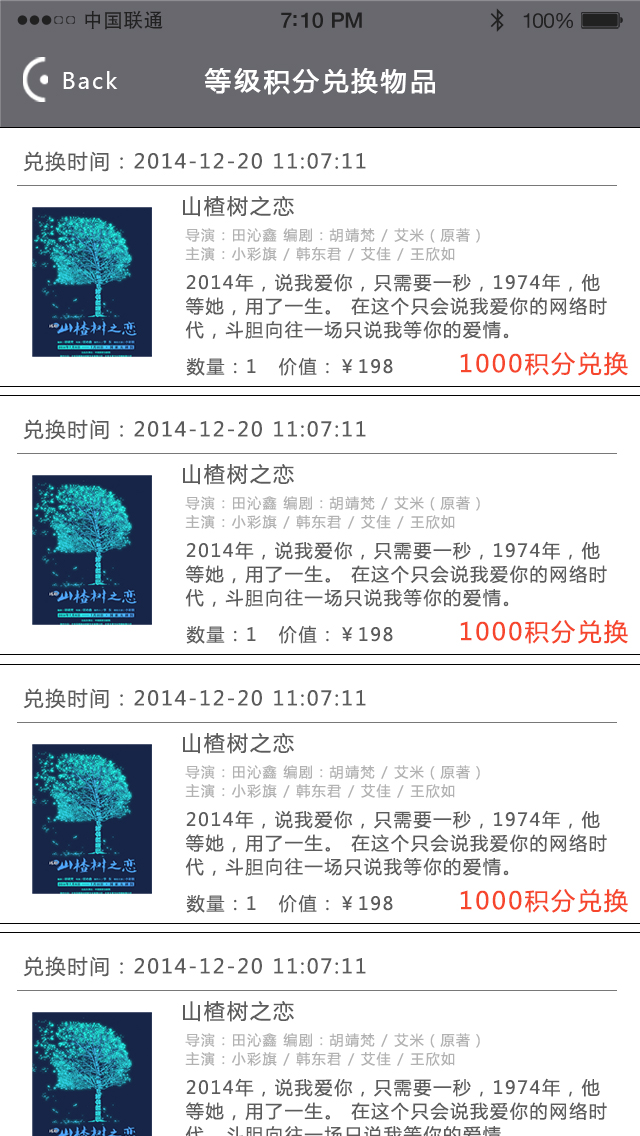 中国联通 7:10 PM 100%
Back 等级积分兑换物品
兑换时间：2014-12-20 11:07:11
山楂树之恋
导演：田沁鑫 编剧：胡靖梵 / 艾米（原著）
主演：小彩旗 / 韩东君 / 艾佳 / 王欣如
2014年，说我爱你，只需要一秒，1974年，他
等她，用了一生。 在这个只会说我爱你的网络时
代，斗胆向往一场只说我等你的爱情。
数量：1 价值：￥198 1000积分兑换
山楂树之恋
兑换时间：2014-12-20 11:07:11
山楂树之恋
导演：田沁鑫 编剧：胡靖梵 / 艾米（原著）
主演：小彩旗 / 韩东君 / 艾佳 / 王欣如
2014年，说我爱你，只需要一秒，1974年，他
等她，用了一生。 在这个只会说我爱你的网络时
代，斗胆向往一场只说我等你的爱情。
数量：1 价值：￥198 1000积分兑换
山楂树之恋
兑换时间：2014-12-20 11:07:11
山楂树之恋
导演：田沁鑫 编剧：胡靖梵 / 艾米（原著）
主演：小彩旗 / 韩东君 / 艾佳 / 王欣如
2014年，说我爱你，只需要一秒，1974年，他
等她，用了一生。 在这个只会说我爱你的网络时
代，斗胆向往一场只说我等你的爱情。
数量：1 价值：￥198 1000积分兑换
山楂树之恋
兑换时间：2014-12-20 11:07:11
山楂树之恋
导演：田沁鑫 编剧：胡靖梵 / 艾米（原著）
主演：小彩旗 / 韩东君 / 艾佳 / 王欣如
2014年，说我爱你，只需要一秒，1974年，他
等她，用了一生。 在这个只会说我爱你的网络时
代，斗胆向往一场只说我等你的爱情。
山楂树之恋